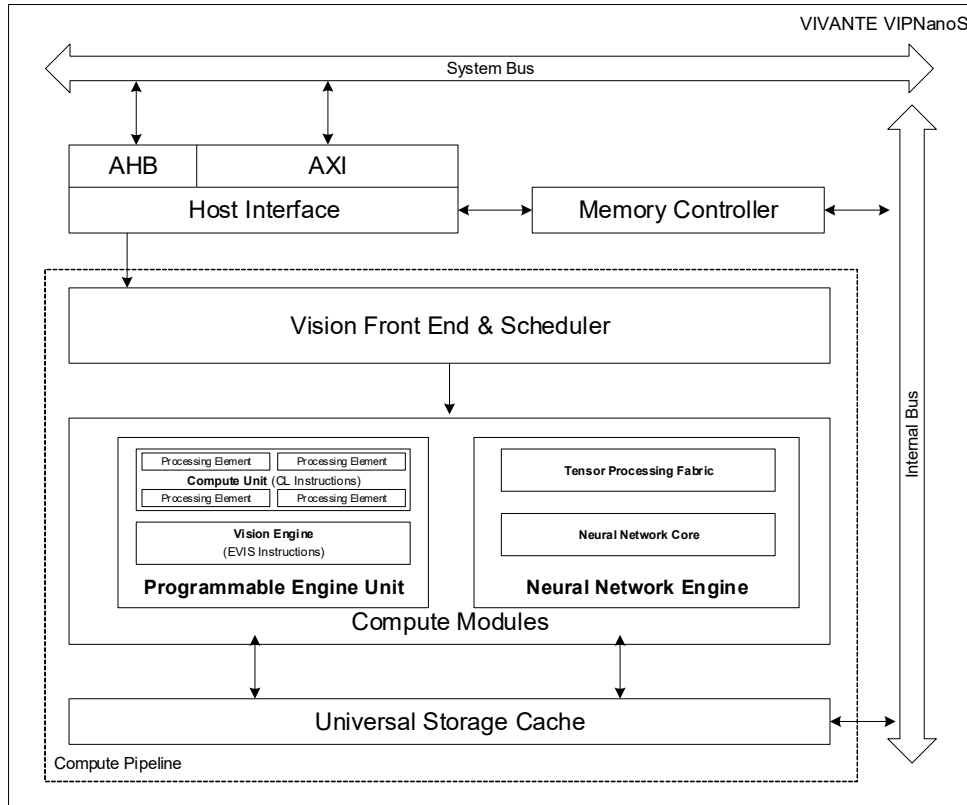 VIVANTE VIPNanoS
System Bus
AHB
AXI
Host Interface
Memory Controller
Vision Front End & Scheduler
Internal Bus
Processing Element
Processing Element
Compute Unit (CL Instructions)
Processing Element
Processing Element
Vision Engine
(EVIS Instructions)
Programmable Engine Unit
Tensor Processing Fabric
Neural Network Core
Neural Network Engine
Compute Modules
Universal Storage Cache
Compute Pipeline